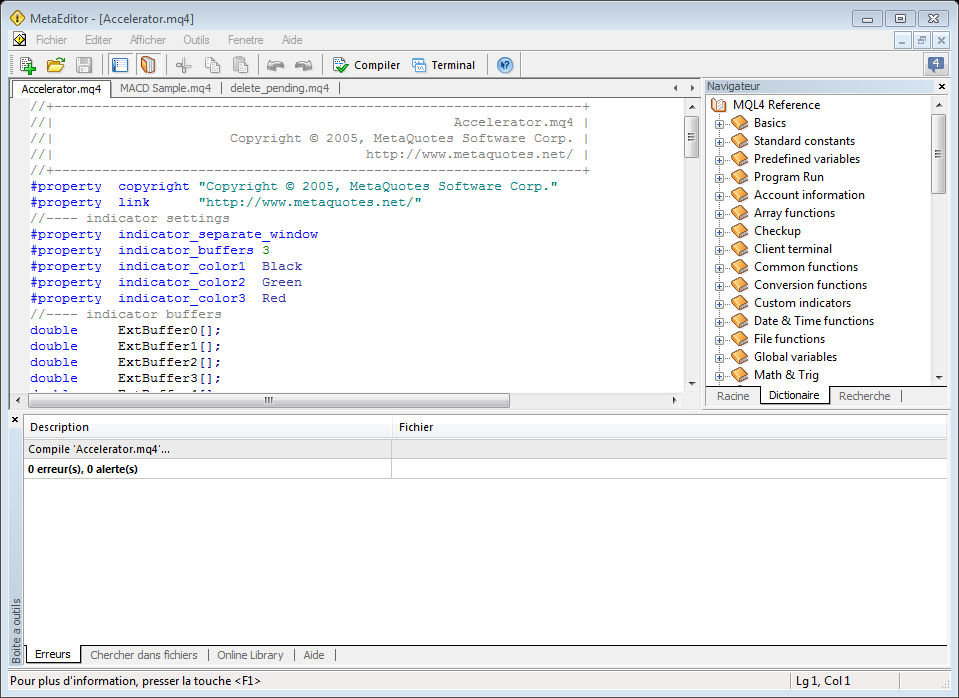 MetaEditor - [Accelerator.mq4]
Fichier Editer Afficher Outils Fenetre Aide
Compiler Terminal 4
Accelerator.mq4 | MACD Sample.mq4 | delete_pending.mq4 |
//+------------------------------------------------------------------+
//| Accelerator.mq4 |
//| Copyright © 2005, MetaQuotes Software Corp. |
//| http://www.metaquotes.net/ |
//+------------------------------------------------------------------+
#property copyright "Copyright © 2005, MetaQuotes Software Corp."
#property link "http://www.metaquotes.net/"
//---- indicator settings
#property indicator_separate_window
#property indicator_buffers 3
#property indicator_color1 Black
#property indicator_color2 Green
#property indicator_color3 Red
//---- indicator buffers
double ExtBuffer0[];
double ExtBuffer1[];
double ExtBuffer2[];
double ExtBuffer3[];
Navigateur
MQL4 Reference
Basics
Standard constants
Predefined variables
Program Run
Account information
Array functions
Checkup
Client terminal
Common functions
Conversion functions
Custom indicators
Date & Time functions
File functions
Global variables
Math & Trig
Racine Dictionaire Recherche |
Description Fichier
Compile 'Accelerator.mq4'...
0 erreur(s), 0 alerte(s)
Boite a outils
Erreurs Chercher dans fichiers | Online Library | Aide |
Pour plus d'information, presser la touche <F1> Lg 1, Col 1